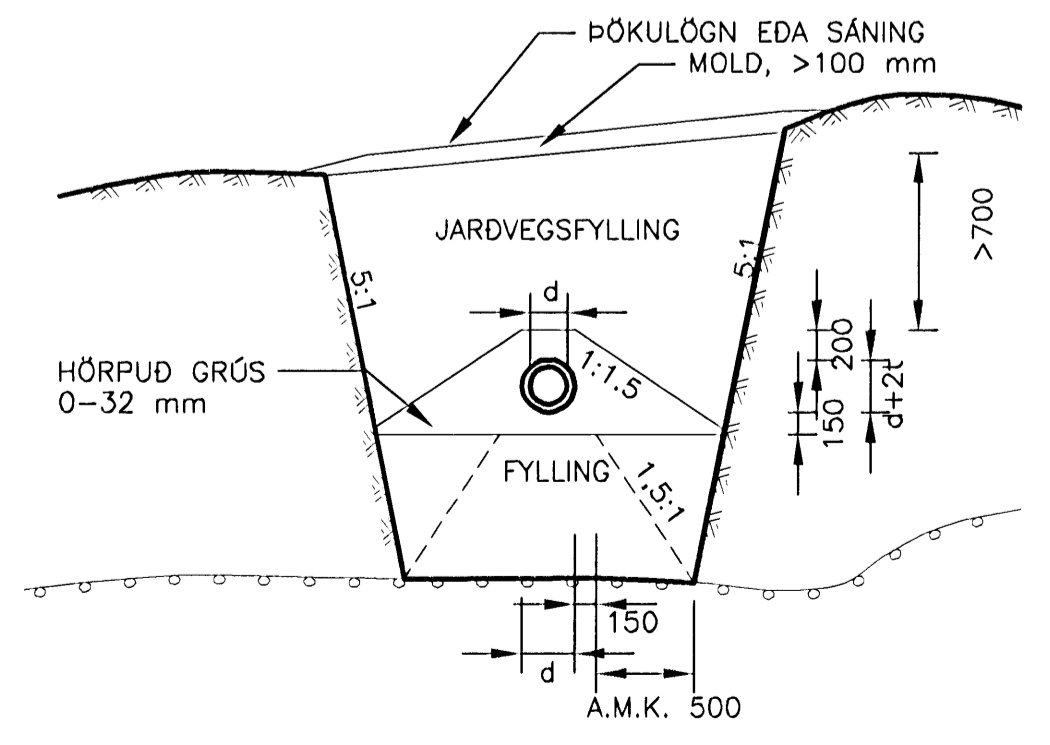 ÞÖKULÖGN EÐA SÁNING
MOLD, >100 mm
JARÐVEGSFYLLING
>700
5:1
5:1
d
200
HÖRPUÐ GRÚS
0-32 mm
1:1.5
d+2t
150
FYLLING
1,5:1
150
d
A.M.K. 500